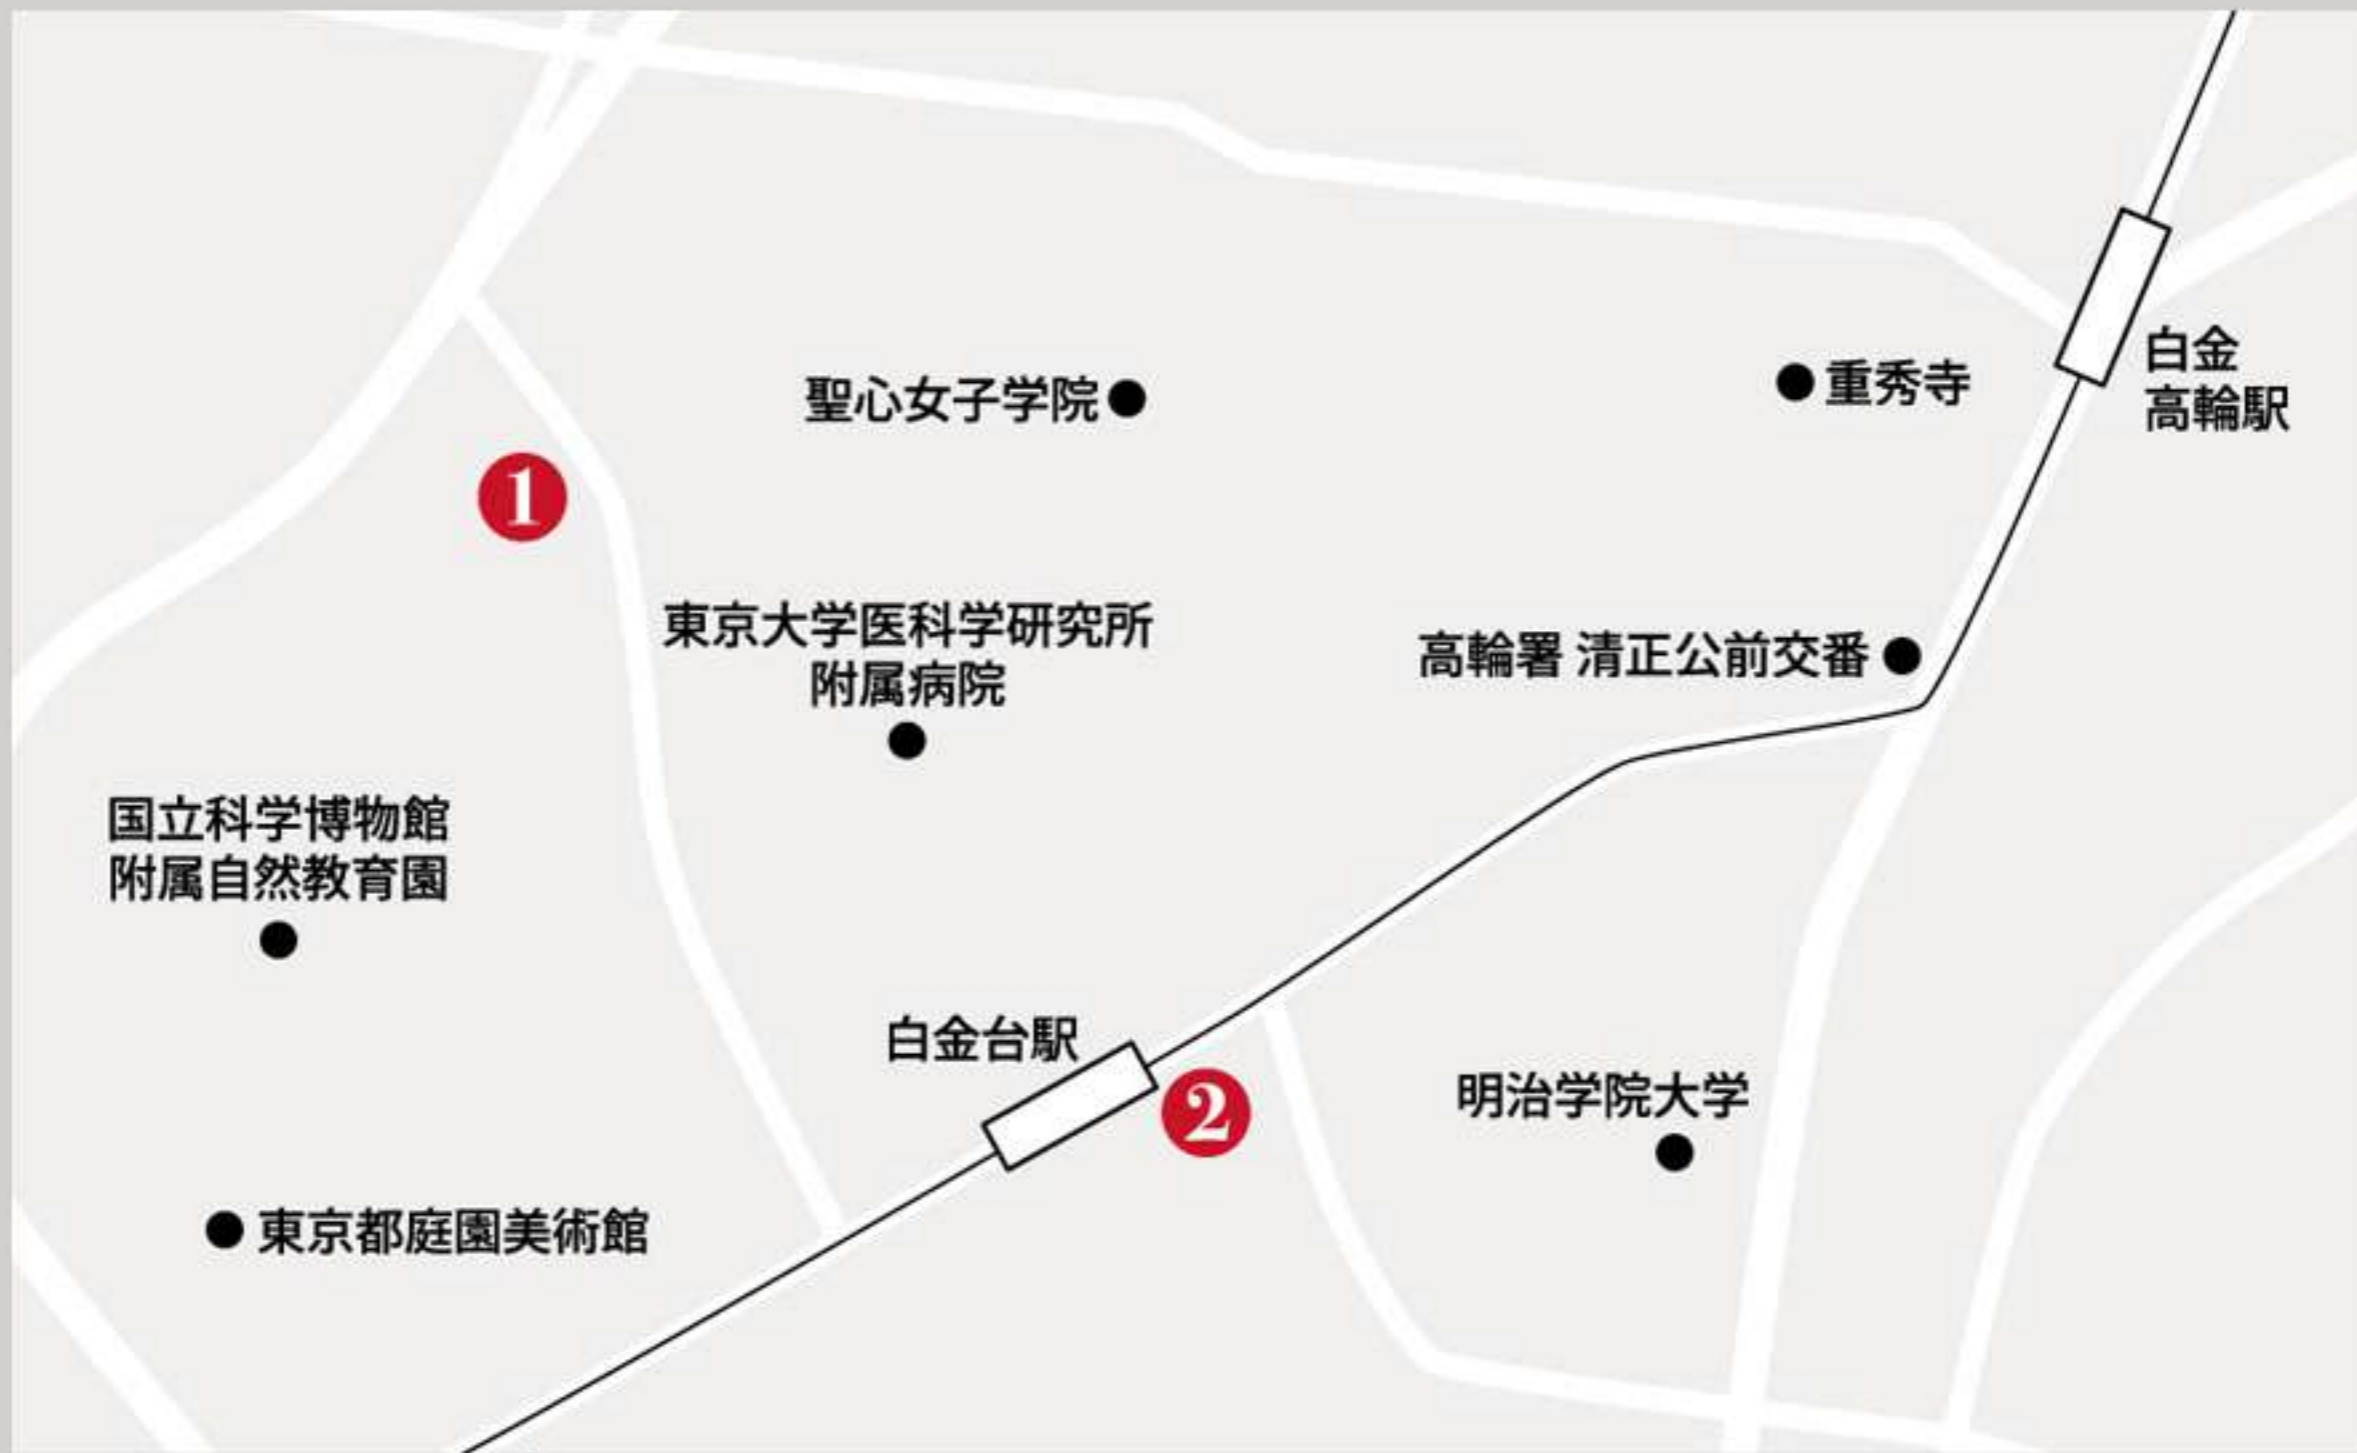 白金
高輪駅
重秀寺
聖心女子学院
1
東京大学医科学研究所
附属病院
高輪署 清正公前交番
国立科学博物館
附属自然教育園
白金台駅
2
明治学院大学
東京都庭園美術館